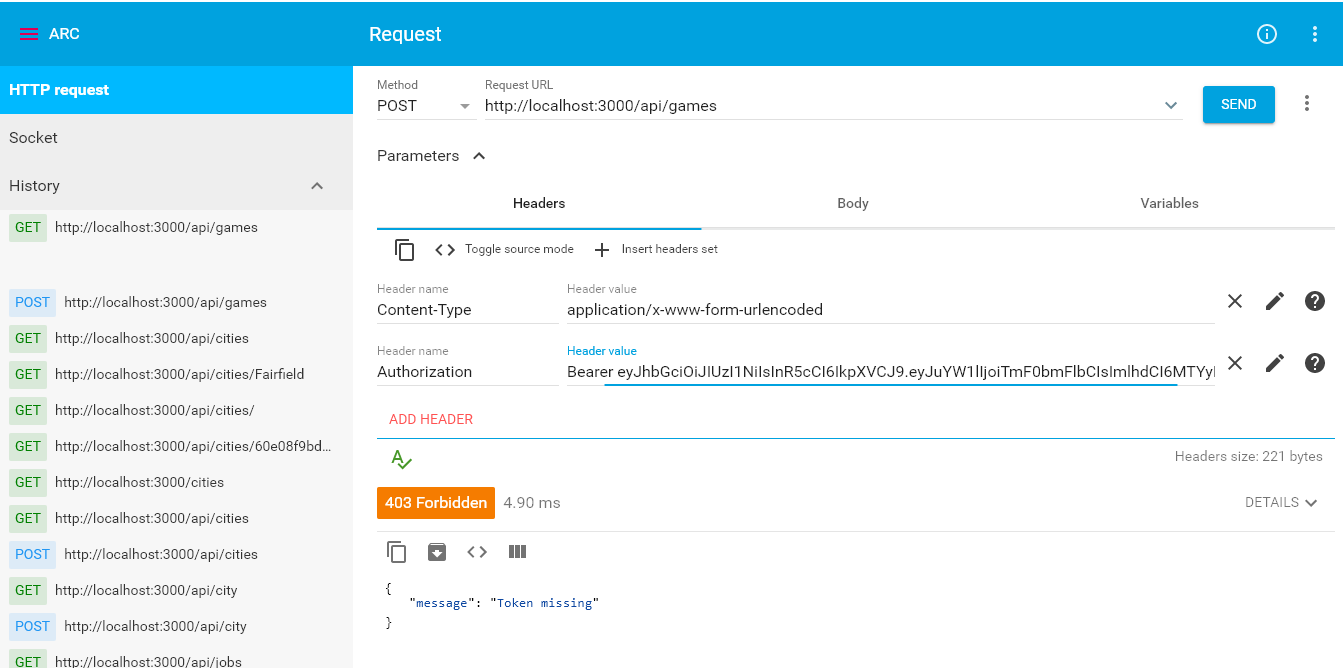 ARC
Request
HTTP request
Socket
History
GET http://localhost:3000/api/games
POST http://localhost:3000/api/games
GET http://localhost:3000/api/cities
GET http://localhost:3000/api/cities/Fairfield
GET http://localhost:3000/api/cities/
GET http://localhost:3000/api/cities/60e08f9bd...
GET http://localhost:3000/cities
GET http://localhost:3000/api/cities
POST http://localhost:3000/api/cities
GET http://localhost:3000/api/city
POST http://localhost:3000/api/city
GET http://localhost:3000/api/jobs
Method Request URL
POST http://localhost:3000/api/games SEND
Parameters
Headers Body Variables
Toggle source mode Insert headers set
Header name Header value
Content-Type application/x-www-form-urlencoded
Header name Header value
Authorization Bearer eyJhbGciOiJIUzI1NiIsInR5cCI6IkpXVCJ9.eyJuYW1lIjoiTmF0bmFlbCIsImlhdCI6MTYyI
ADD HEADER
Headers size: 221 bytes
403 Forbidden 4.90 ms DETAILS
{
"message": "Token missing"
}